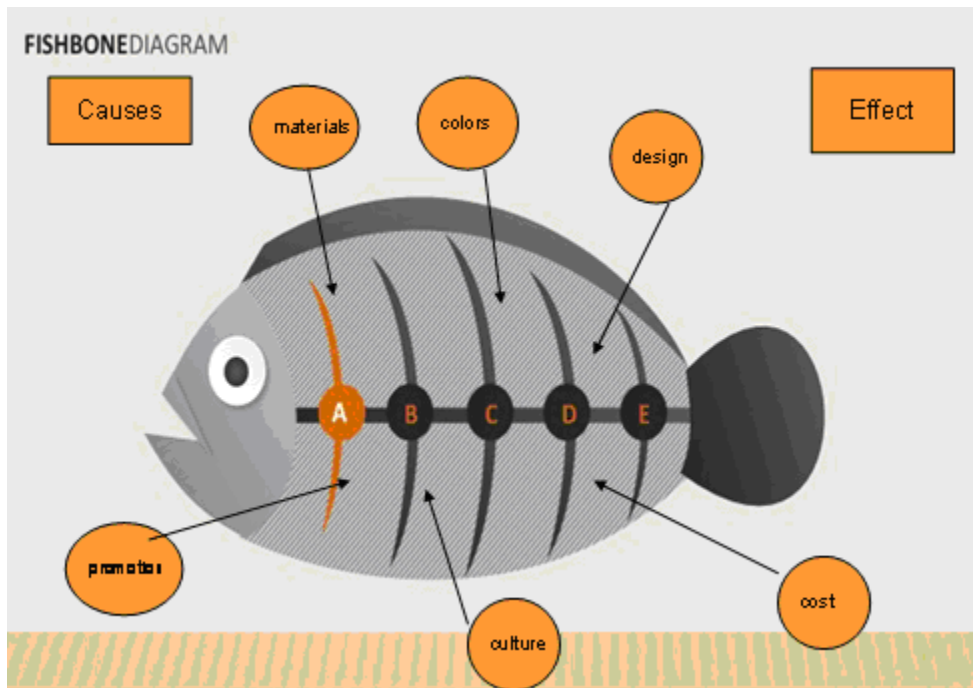 FISHBONEDIAGRAM
Causes
Effect
materials
colors
design
A B C D E
promotion
culture
cost